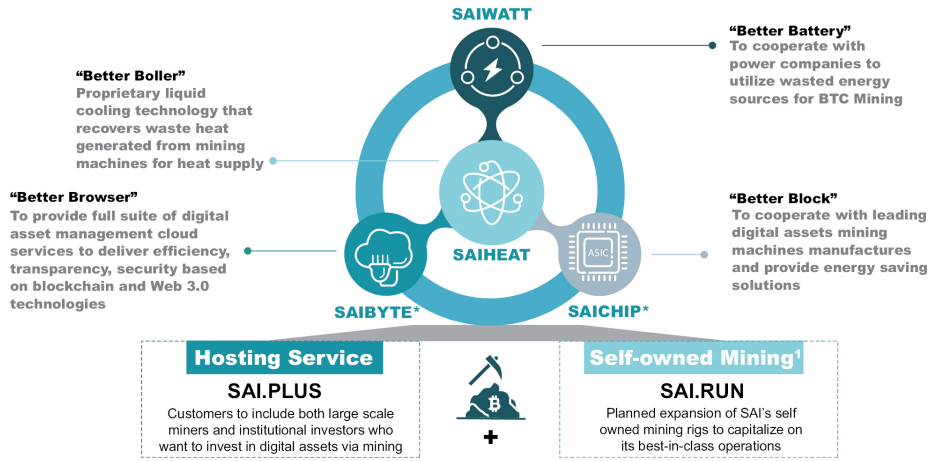 SAIWATT
“Better Battery”
To cooperate with
power companies to
utilize wasted energy
sources for BTC Mining
“Better Boller”
Proprietary liquid
cooling technology that
recovers waste heat
generated from mining
machines for heat supply
“Better Browser”
To provide full suite of digital
asset management cloud
services to deliver efficiency,
transparency, security based
on blockchain and Web 3.0
technologies
“Better Block”
To cooperate with leading
digital assets mining
machines manufactures
and provide energy saving
solutions
ASIC
SAIHEAT
SAIBYTE*
SAICHIP*
Hosting Service
SAI.PLUS
Customers to include both large scale
miners and institutional investors who
want to invest in digital assets via mining
B
+
Self-owned Mining¹
SAI.RUN
Planned expansion of SAI’s self
owned mining rigs to capitalize on
its best-in-class operations